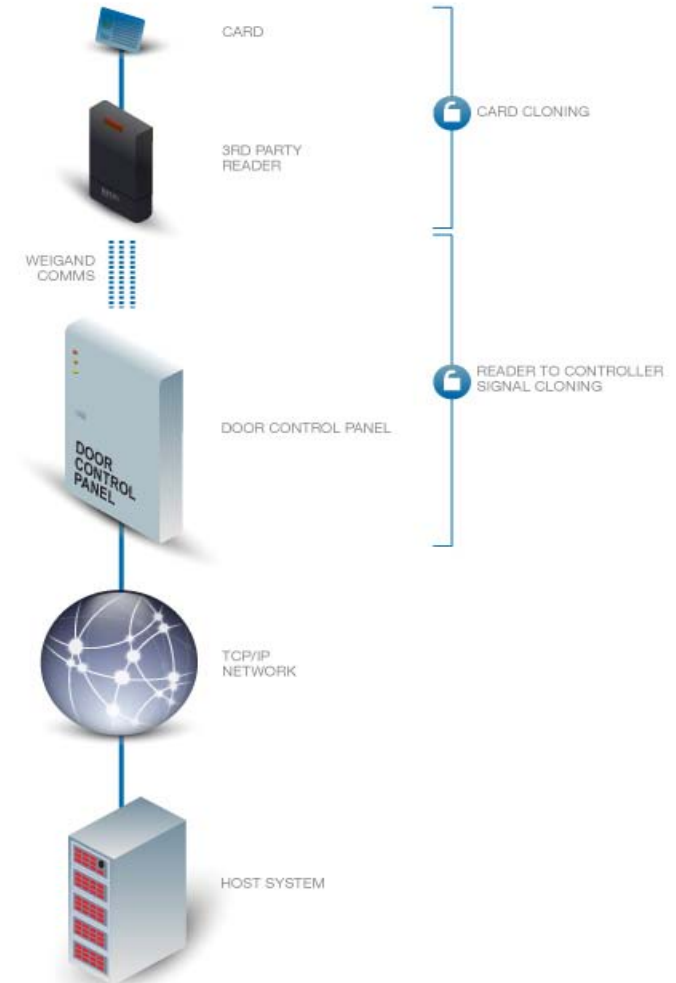 CARD
CARD CLONING
3RD PARTY
READER
WEIGAND
COMMS
READER TO CONTROLLER
SIGNAL CLONING
DOOR CONTROL PANEL
DOOR
CONTROL
PANEL
TCP/IP
NETWORK
HOST SYSTEM